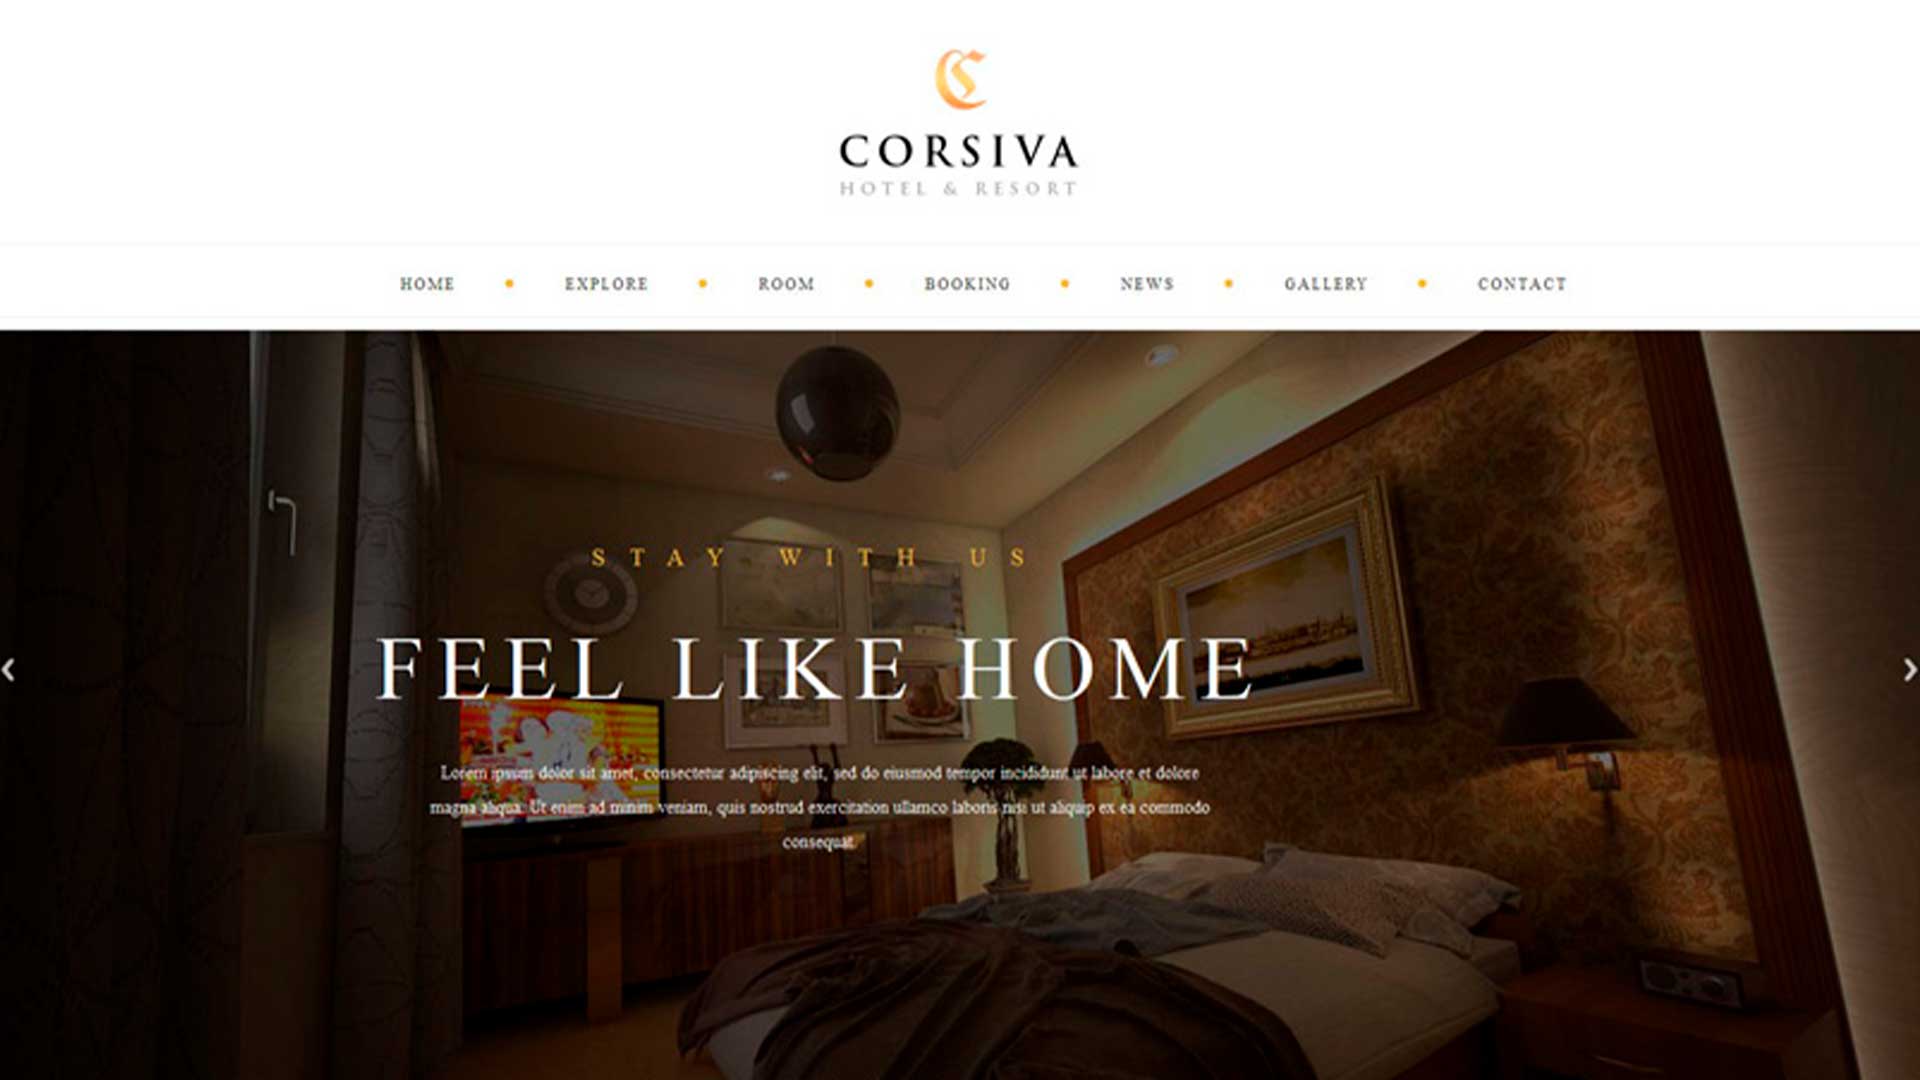 CORSIVA
HOTEL & RESORT
HOME EXPLORE ROOM BOOKING NEWS GALLERY CONTACT
STAY WITH US
FEEL LIKE HOME
Lorem ipsum dolor sit amet, consectetur adipiscing elit, sed do eiusmod tempor incididunt ut labore et dolore
magna aliqua. Ut enim ad minim veniam, quis nostrud exercitation ullamco laboris nisi ut aliquip ex ea commodo
consequat.